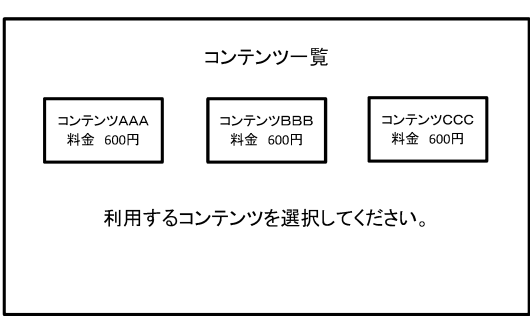 コンテンツ一覧
コンテンツAAA
料金 600円
コンテンツBBB
料金 600円
コンテンツCCC
料金 600円
利用するコンテンツを選択してください。